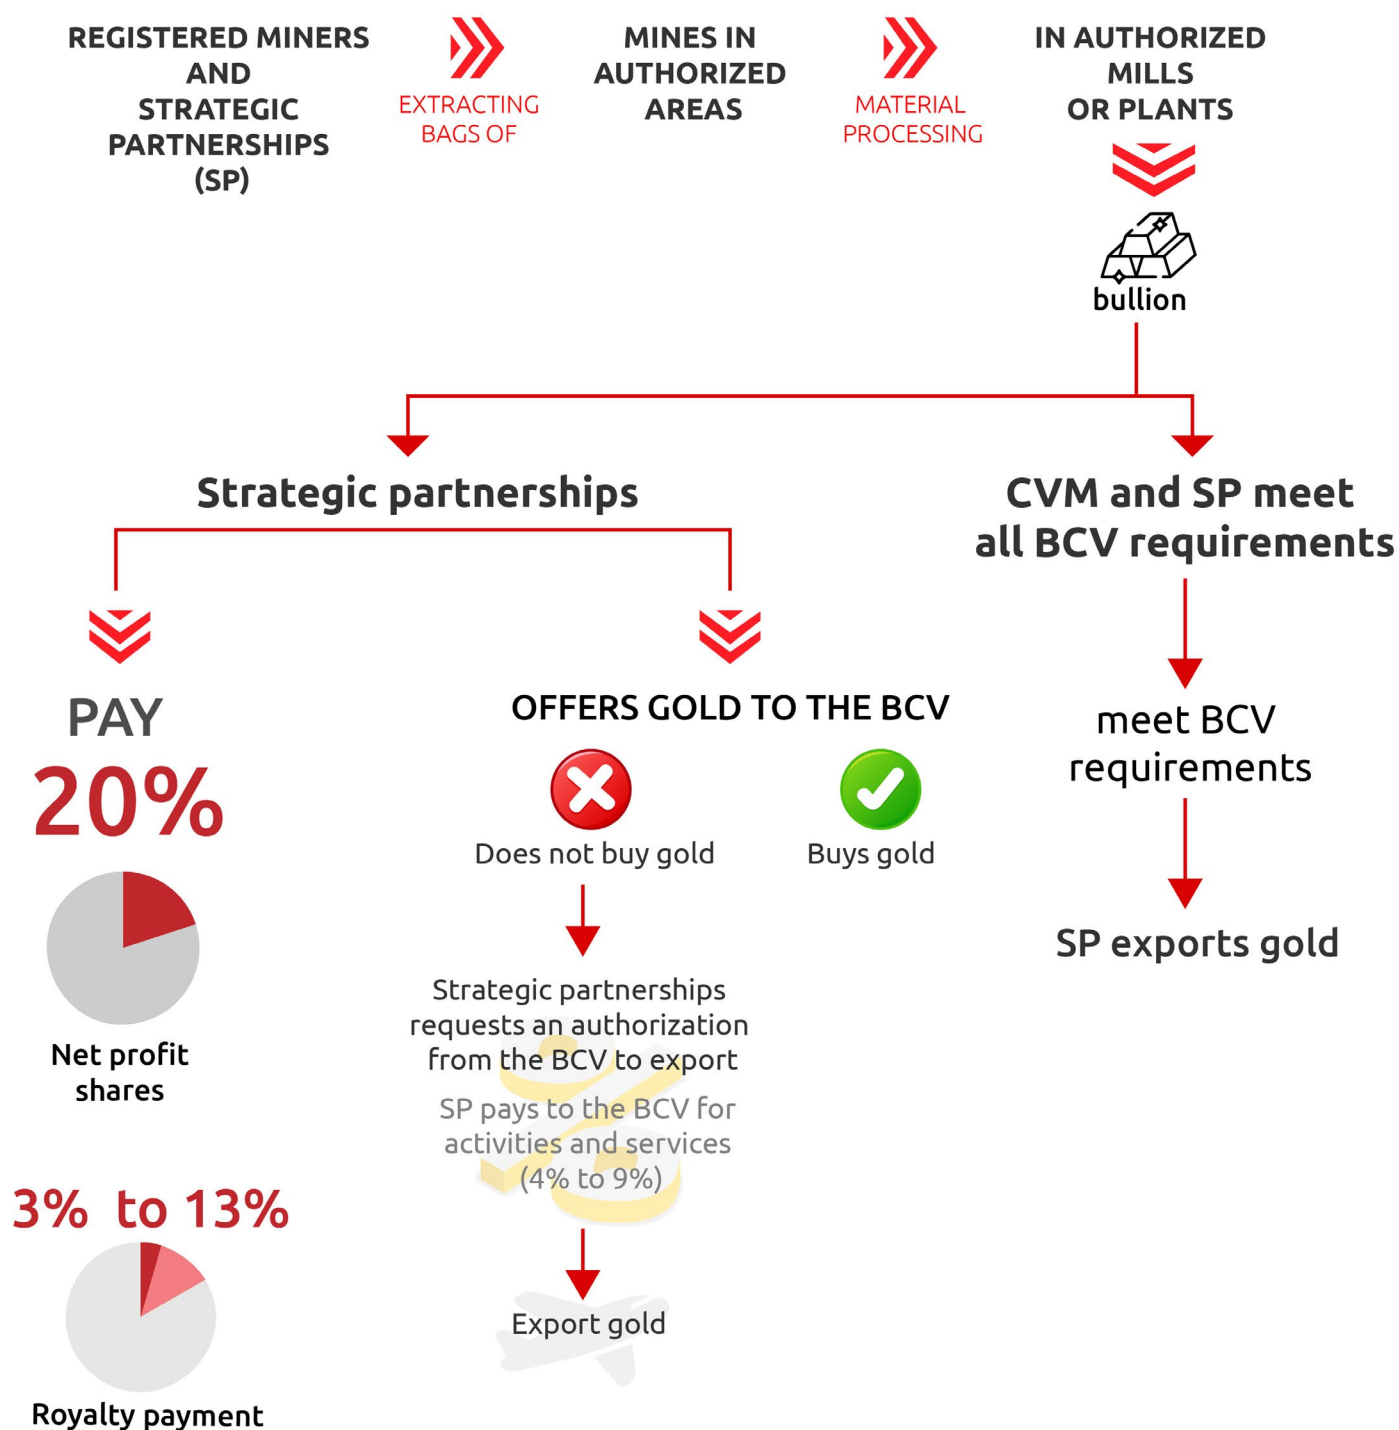 REGISTERED MINERS
AND
STRATEGIC
PARTNERSHIPS
(SP)
EXTRACTING
BAGS OF
MINES IN
AUTHORIZED
AREAS
MATERIAL
PROCESSING
IN AUTHORIZED
MILLS
OR PLANTS
bullion
Strategic partnerships
CVM and SP meet
all BCV requirements
PAY
20%
Net profit
shares
3% to 13%
Royalty payment
OFFERS GOLD TO THE BCV
Does not buy gold
Buys gold
Strategic partnerships
requests an authorization
from the BCV to export
SP pays to the BCV for
activities and services
(4% to 9%)
Export gold
meet BCV
requirements
SP exports gold